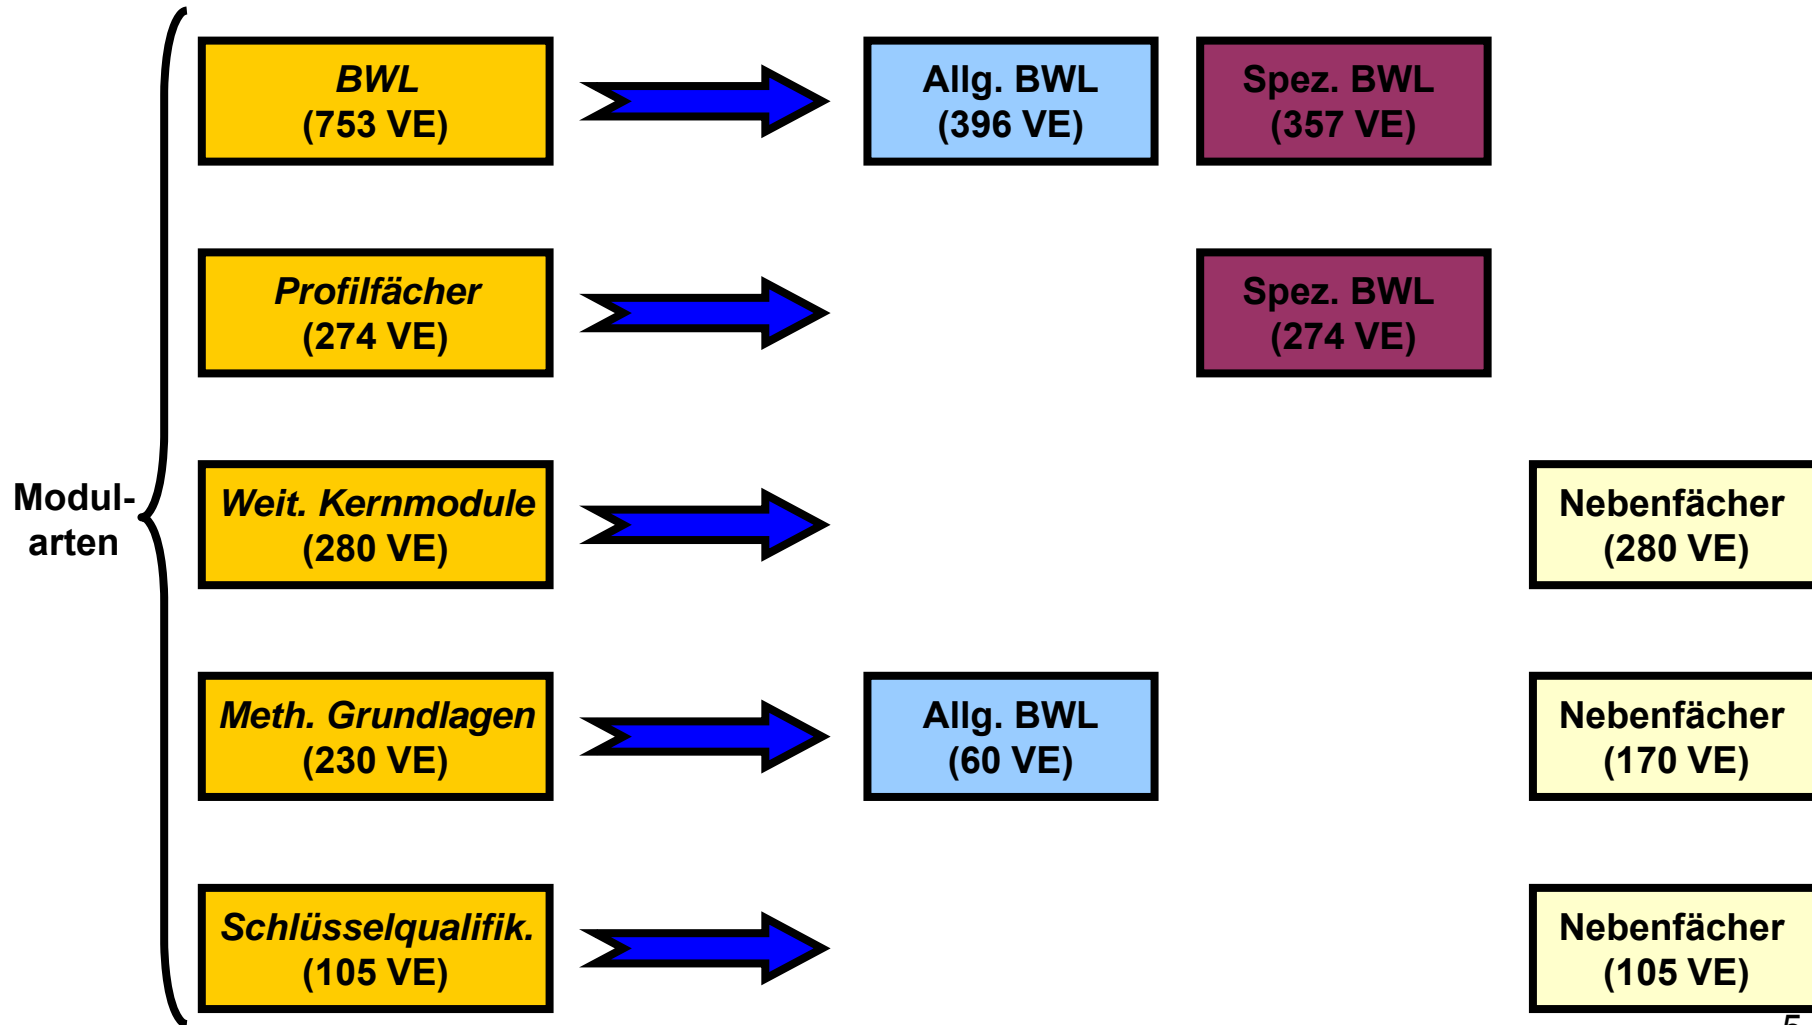 BWL
(753 VE)
Allg. BWL
(396 VE)
Spez. BWL
(357 VE)
Profilfächer
(274 VE)
Spez. BWL
(274 VE)
Modul-
arten
Weit. Kernmodule
(280 VE)
Nebenfächer
(280 VE)
Meth. Grundlagen
(230 VE)
Allg. BWL
(60 VE)
Nebenfächer
(170 VE)
Schlüsselqualifik.
(105 VE)
Nebenfächer
(105 VE)
5